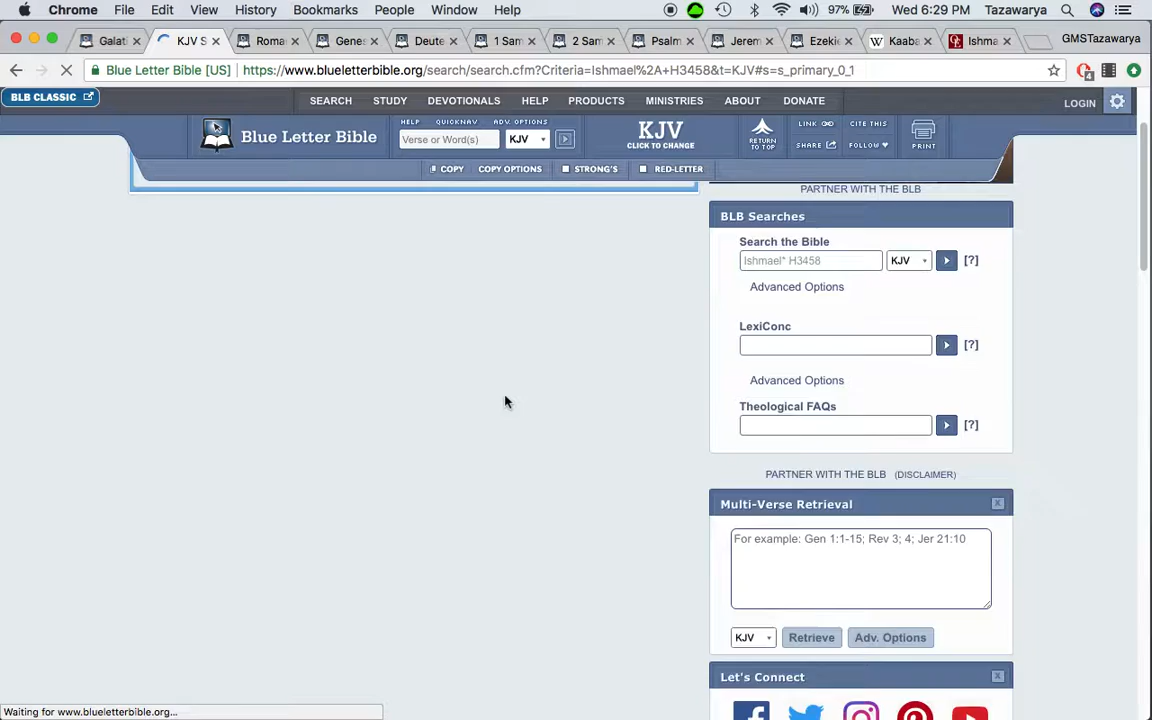 Chrome File Edit View History Bookmarks People Window Help 97% Wed 6:29 PM Tazawarya
Galati KJV S Roman Genes Deute 1 Sam 2 Sam Psalm Jerem Ezekie Kaaba Ishma GMSTazawarya
Blue Letter Bible [US] https://www.blueletterbible.org/search/search.cfm?Criteria=Ishmael%2A+H3458&t=KJV#s=s_primary_0_1
BLB CLASSIC SEARCH STUDY DEVOTIONALS HELP PRODUCTS MINISTRIES ABOUT DONATE LOGIN
HELP QUICKNAV ADV. OPTIONS
Blue Letter Bible Verse or Word(s) KJV
KJV
CLICK TO CHANGE
RETURN
TO TOP
LINK CITE THIS
SHARE FOLLOW
PRINT
COPY COPY OPTIONS STRONG'S RED-LETTER
PARTNER WITH THE BLB
BLB Searches
Search the Bible
Ishmael* H3458 KJV [?]
Advanced Options
LexiConc
[?]
Advanced Options
Theological FAQs
[?]
PARTNER WITH THE BLB (DISCLAIMER)
Multi-Verse Retrieval X
For example: Gen 1:1-15; Rev 3; 4; Jer 21:10
KJV Retrieve Adv. Options
Let's Connect X
Waiting for www.blueletterbible.org...